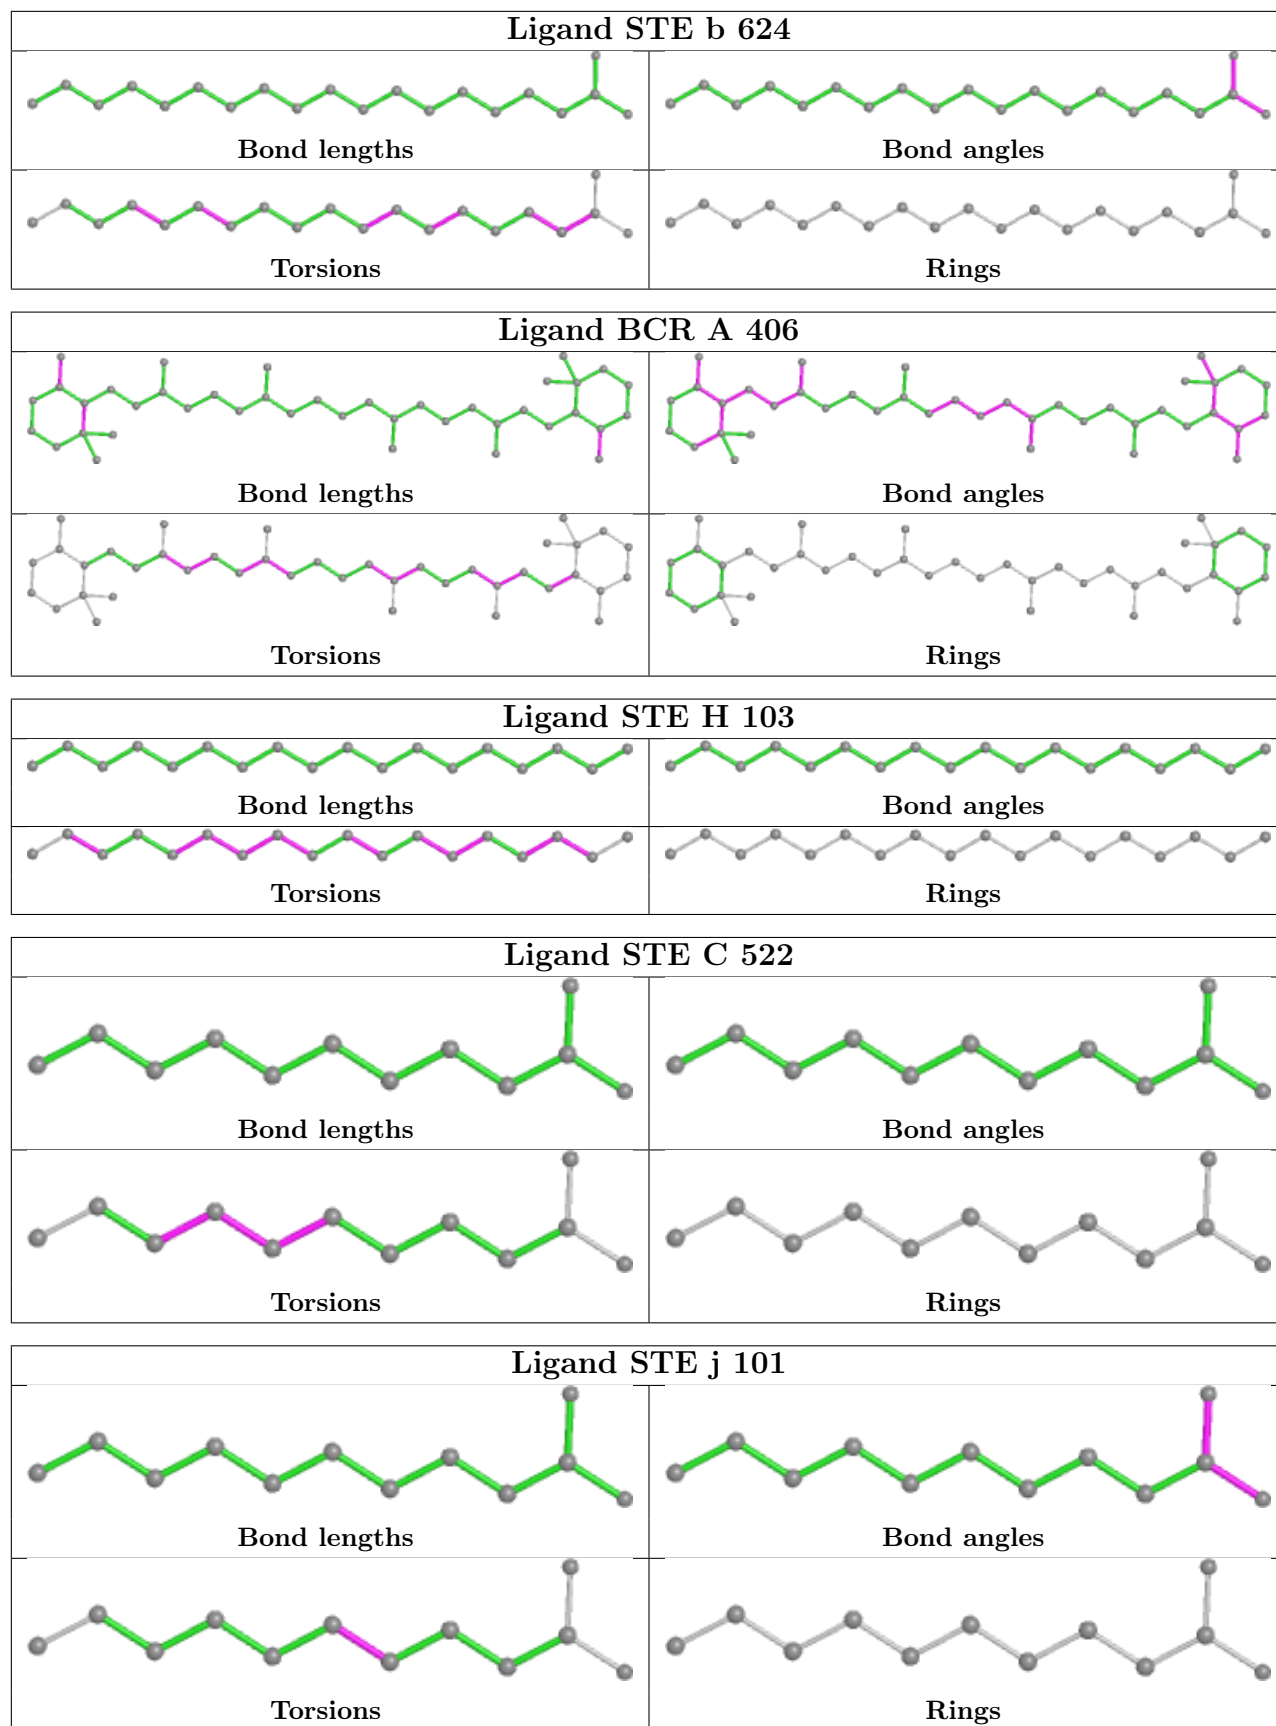 Ligand STE b 624
Bond lengths Bond angles
Torsions Rings
Ligand BCR A 406
Bond lengths Bond angles
Torsions Rings
Ligand STE H 103
Bond lengths Bond angles
Torsions Rings
Ligand STE C 522
Bond lengths Bond angles
Torsions Rings
Ligand STE j 101
Bond lengths Bond angles
Torsions Rings